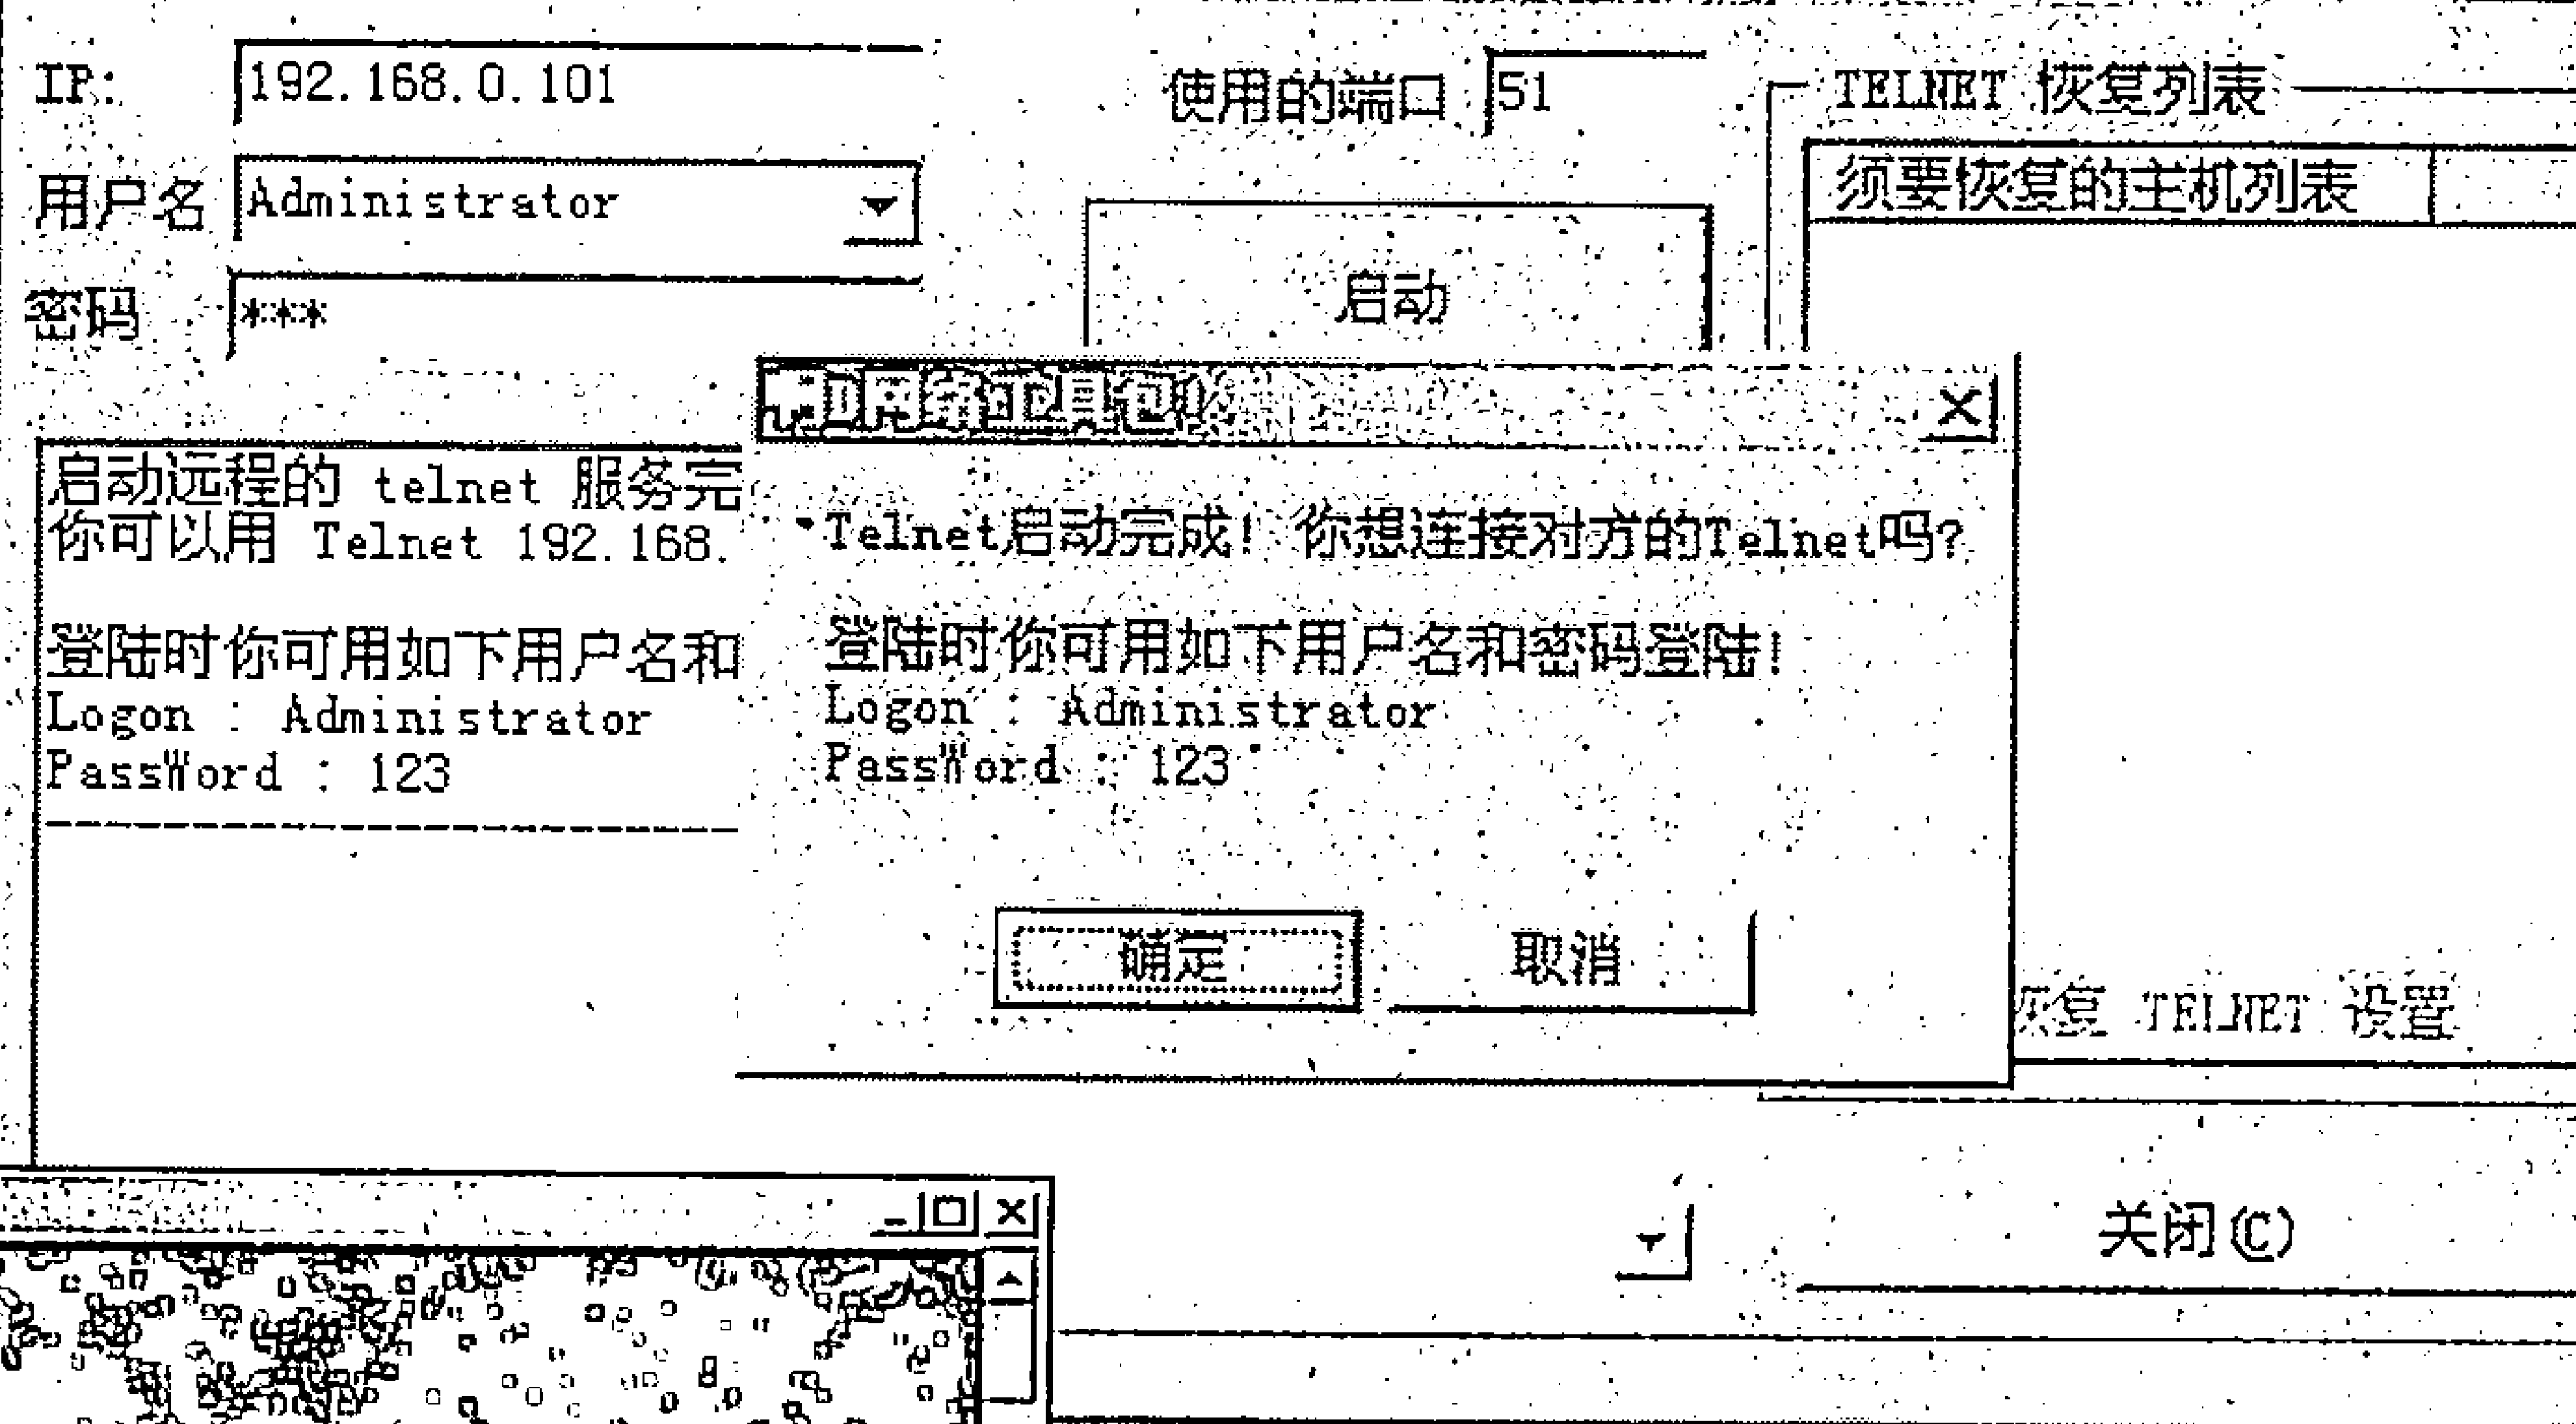 IP:
192.168.0.101
使用的端口
51
TELNET 恢复列表
用户名
Administrator
须要恢复的主机列表
密码
***
启动
启动远程的 telnet 服务完
你可以用 Telnet 192.168.
登陆时你可用如下用户名和
Logon : Administrator
PassWord : 123
工具包
Telnet启动完成! 你想连接对方的Telnet吗?
登陆时你可用如下用户名和密码登陆!
Logon : Administrator
PassWord : 123
确定
取消
恢复 TELNET 设置
关闭(C)